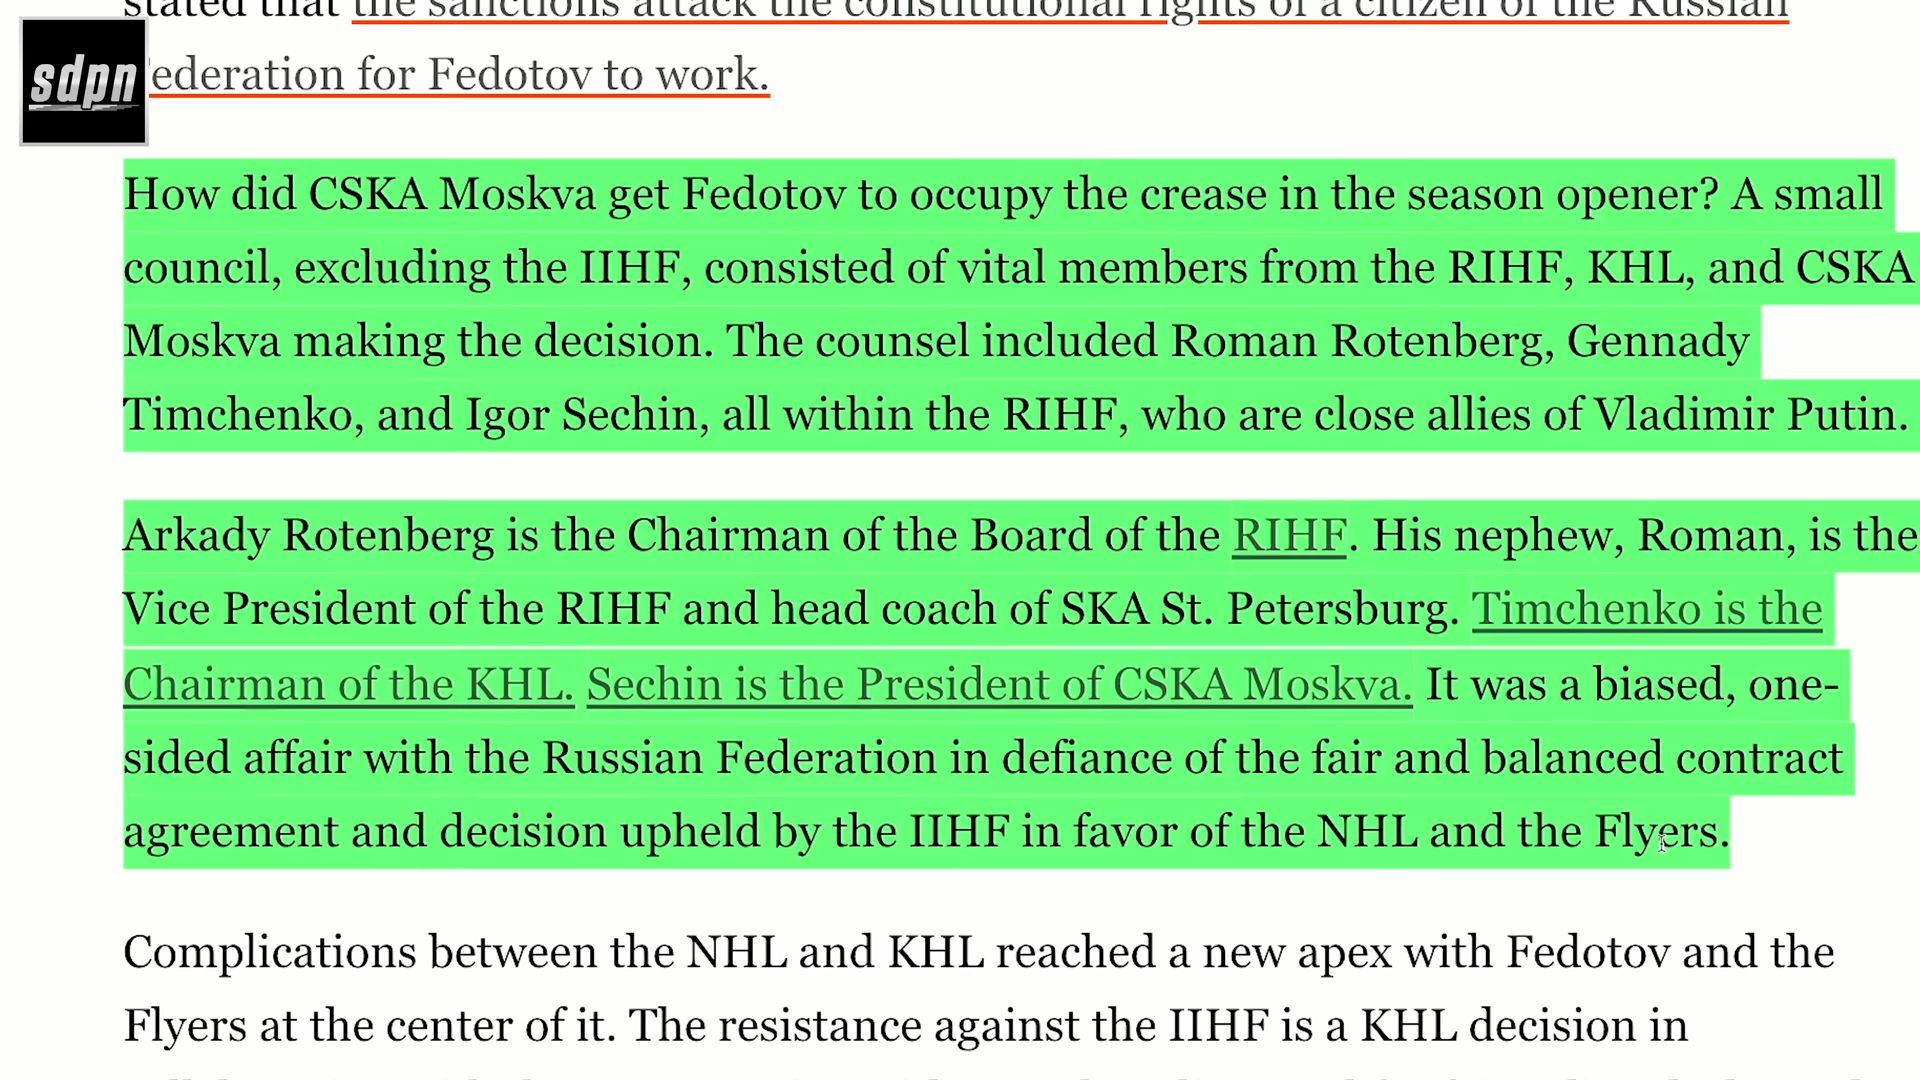 stated that the sanctions attack the constitutional rights of a citizen of the Russian
sdpn
ederation for Fedotov to work.
How did CSKA Moskva get Fedotov to occupy the crease in the season opener? A small
council, excluding the IIHF, consisted of vital members from the RIHF, KHL, and CSKA
Moskva making the decision. The counsel included Roman Rotenberg, Gennady
Timchenko, and Igor Sechin, all within the RIHF, who are close allies of Vladimir Putin.
Arkady Rotenberg is the Chairman of the Board of the RIHF. His nephew, Roman, is the
Vice President of the RIHF and head coach of SKA St. Petersburg. Timchenko is the
Chairman of the KHL. Sechin is the President of CSKA Moskva. It was a biased, one-
sided affair with the Russian Federation in defiance of the fair and balanced contract
agreement and decision upheld by the IIHF in favor of the NHL and the Flyers.
Complications between the NHL and KHL reached a new apex with Fedotov and the
Flyers at the center of it. The resistance against the IIHF is a KHL decision in